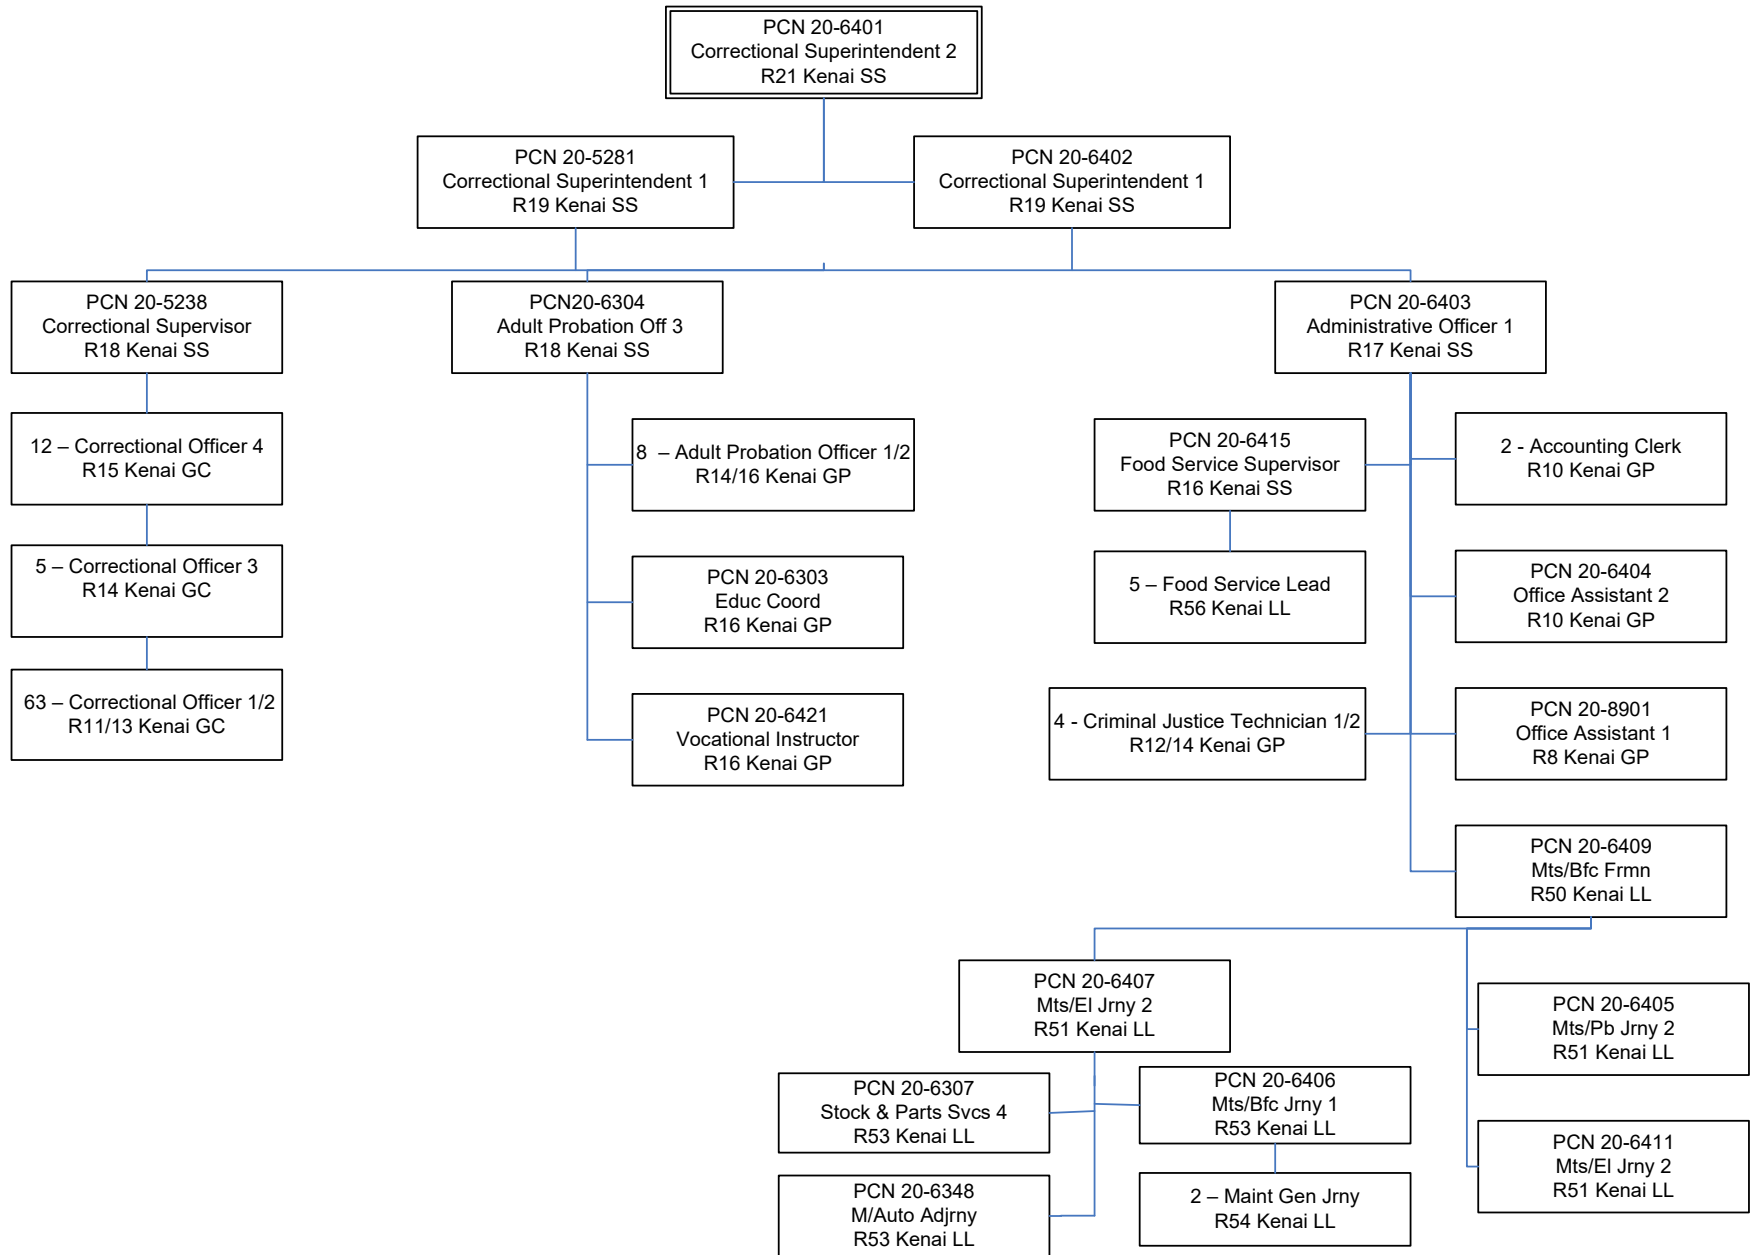 PCN 20-6401
Correctional Superintendent 2
R21 Kenai SS
PCN 20-5281
Correctional Superintendent 1
R19 Kenai SS
PCN 20-6402
Correctional Superintendent 1
R19 Kenai SS
PCN 20-5238
Correctional Supervisor
R18 Kenai SS
PCN20-6304
Adult Probation Off 3
R18 Kenai SS
PCN 20-6403
Administrative Officer 1
R17 Kenai SS
12 – Correctional Officer 4
R15 Kenai GC
5 – Correctional Officer 3
R14 Kenai GC
63 – Correctional Officer 1/2
R11/13 Kenai GC
8 – Adult Probation Officer 1/2
R14/16 Kenai GP
PCN 20-6303
Educ Coord
R16 Kenai GP
PCN 20-6421
Vocational Instructor
R16 Kenai GP
PCN 20-6415
Food Service Supervisor
R16 Kenai SS
5 – Food Service Lead
R56 Kenai LL
4 - Criminal Justice Technician 1/2
R12/14 Kenai GP
2 - Accounting Clerk
R10 Kenai GP
PCN 20-6404
Office Assistant 2
R10 Kenai GP
PCN 20-8901
Office Assistant 1
R8 Kenai GP
PCN 20-6409
Mts/Bfc Frmn
R50 Kenai LL
PCN 20-6407
Mts/El Jrny 2
R51 Kenai LL
PCN 20-6307
Stock & Parts Svcs 4
R53 Kenai LL
PCN 20-6348
M/Auto Adjrny
R53 Kenai LL
PCN 20-6406
Mts/Bfc Jrny 1
R53 Kenai LL
2 – Maint Gen Jrny
R54 Kenai LL
PCN 20-6405
Mts/Pb Jrny 2
R51 Kenai LL
PCN 20-6411
Mts/El Jrny 2
R51 Kenai LL